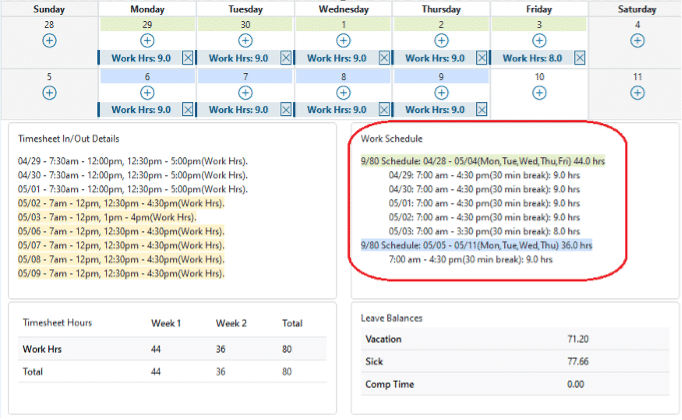 Sunday Monday Tuesday Wednesday Thursday Friday Saturday
28 29 30 1 2 3 4
Work Hrs: 9.0 Work Hrs: 9.0 Work Hrs: 9.0 Work Hrs: 9.0 Work Hrs: 8.0
5 6 7 8 9 10 11
Work Hrs: 9.0 Work Hrs: 9.0 Work Hrs: 9.0 Work Hrs: 9.0
Timesheet In/Out Details
04/29 - 7:30am - 12:00pm, 12:30pm - 5:00pm(Work Hrs).
04/30 - 7:30am - 12:00pm, 12:30pm - 5:00pm(Work Hrs).
05/01 - 7:30am - 12:00pm, 12:30pm - 5:00pm(Work Hrs).
05/02 - 7am - 12pm, 12:30pm - 4:30pm(Work Hrs).
05/03 - 7am - 12pm, 1pm - 4pm(Work Hrs).
05/06 - 7am - 12pm, 12:30pm - 4:30pm(Work Hrs).
05/07 - 7am - 12pm, 12:30pm - 4:30pm(Work Hrs).
05/08 - 7am - 12pm, 12:30pm - 4:30pm(Work Hrs).
05/09 - 7am - 12pm, 12:30pm - 4:30pm(Work Hrs).
Work Schedule
9/80 Schedule: 04/28 - 05/04(Mon,Tue,Wed,Thu,Fri) 44.0 hrs
04/29: 7:00 am - 4:30 pm(30 min break): 9.0 hrs
04/30: 7:00 am - 4:30 pm(30 min break): 9.0 hrs
05/01: 7:00 am - 4:30 pm(30 min break): 9.0 hrs
05/02: 7:00 am - 4:30 pm(30 min break): 9.0 hrs
05/03: 7:00 am - 3:30 pm(30 min break): 8.0 hrs
9/80 Schedule: 05/05 - 05/11(Mon,Tue,Wed,Thu) 36.0 hrs
7:00 am - 4:30 pm(30 min break): 9.0 hrs
Timesheet Hours Week 1 Week 2 Total
Work Hrs 44 36 80
Total 44 36 80
Leave Balances
Vacation 71.20
Sick 77.66
Comp Time 0.00